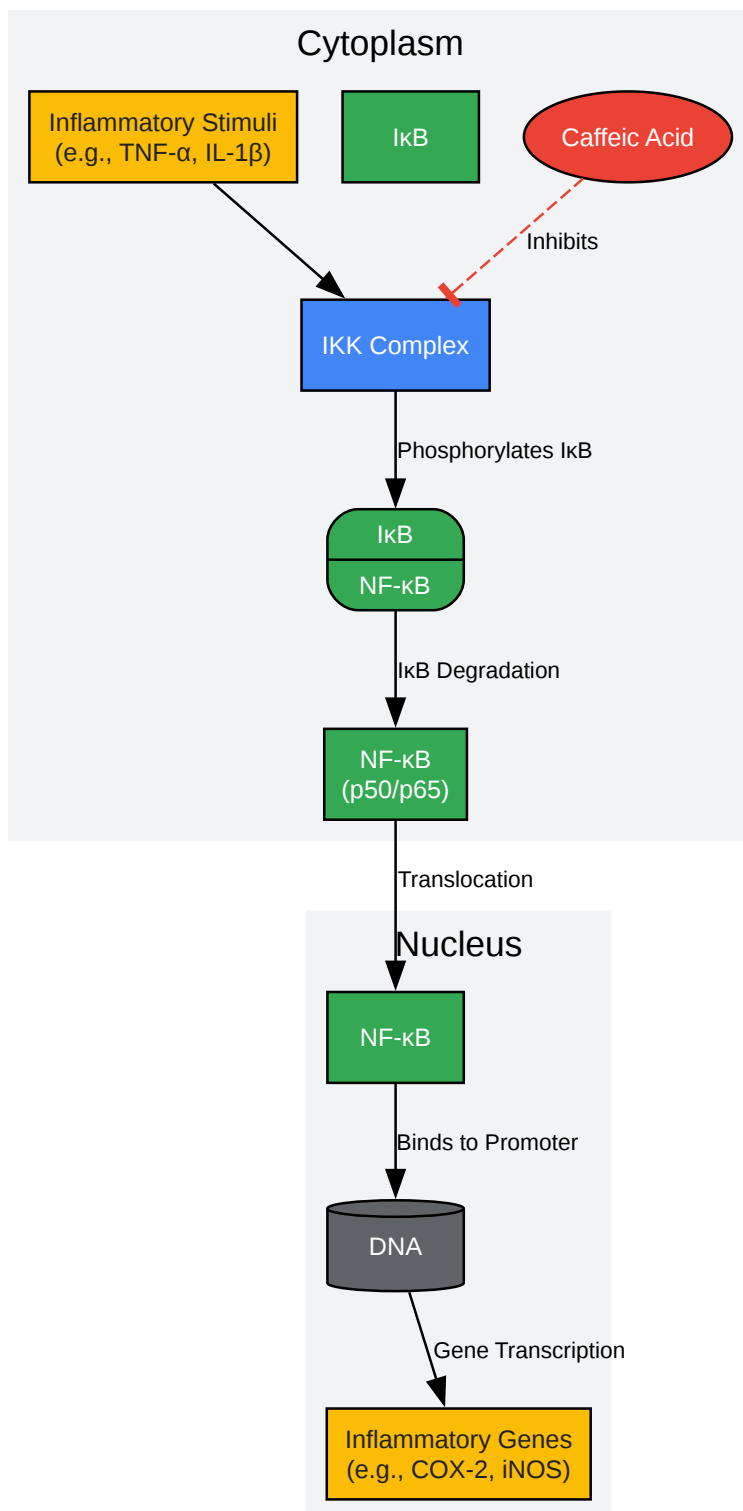 Cytoplasm
Inflammatory Stimuli
(e.g., TNF-α, IL-1β)
IκB
Caffeic Acid
Inhibits
IKK Complex
Phosphorylates IκB
IκB
NF-κB
IκB Degradation
NF-κB
(p50/p65)
Translocation
Nucleus
NF-κB
Binds to Promoter
DNA
Gene Transcription
Inflammatory Genes
(e.g., COX-2, iNOS)